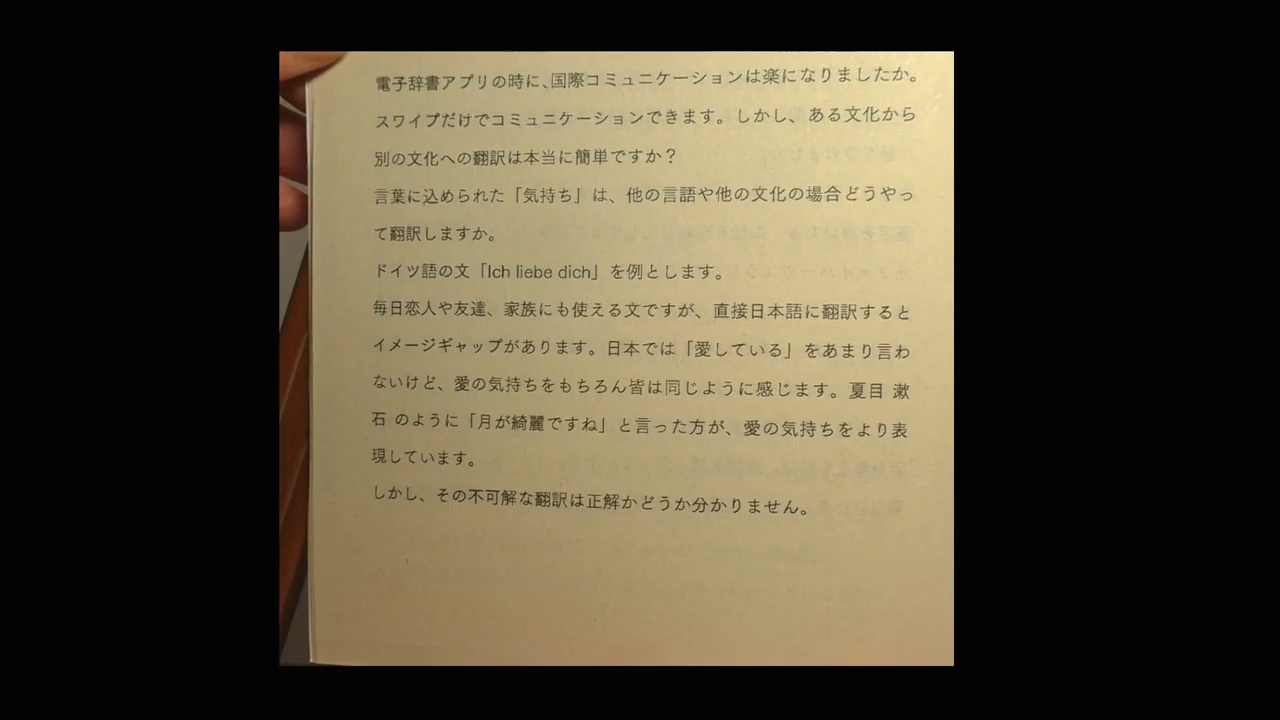 電子辞書アプリの時に、国際コミュニケーションは楽になりましたか。
スワイプだけでコミュニケーションできます。しかし、ある文化から
別の文化への翻訳は本当に簡単ですか？
言葉に込められた「気持ち」は、他の言語や他の文化の場合どうやっ
て翻訳しますか。
ドイツ語の文「Ich liebe dich」を例とします。
毎日恋人や友達、家族にも使える文ですが、直接日本語に翻訳すると
イメージギャップがあります。日本では「愛している」をあまり言わ
ないけど、愛の気持ちをもちろん皆は同じように感じます。夏目 漱
石 のように「月が綺麗ですね」と言った方が、愛の気持ちをより表
現しています。
しかし、その不可解な翻訳は正解かどうか分かりません。